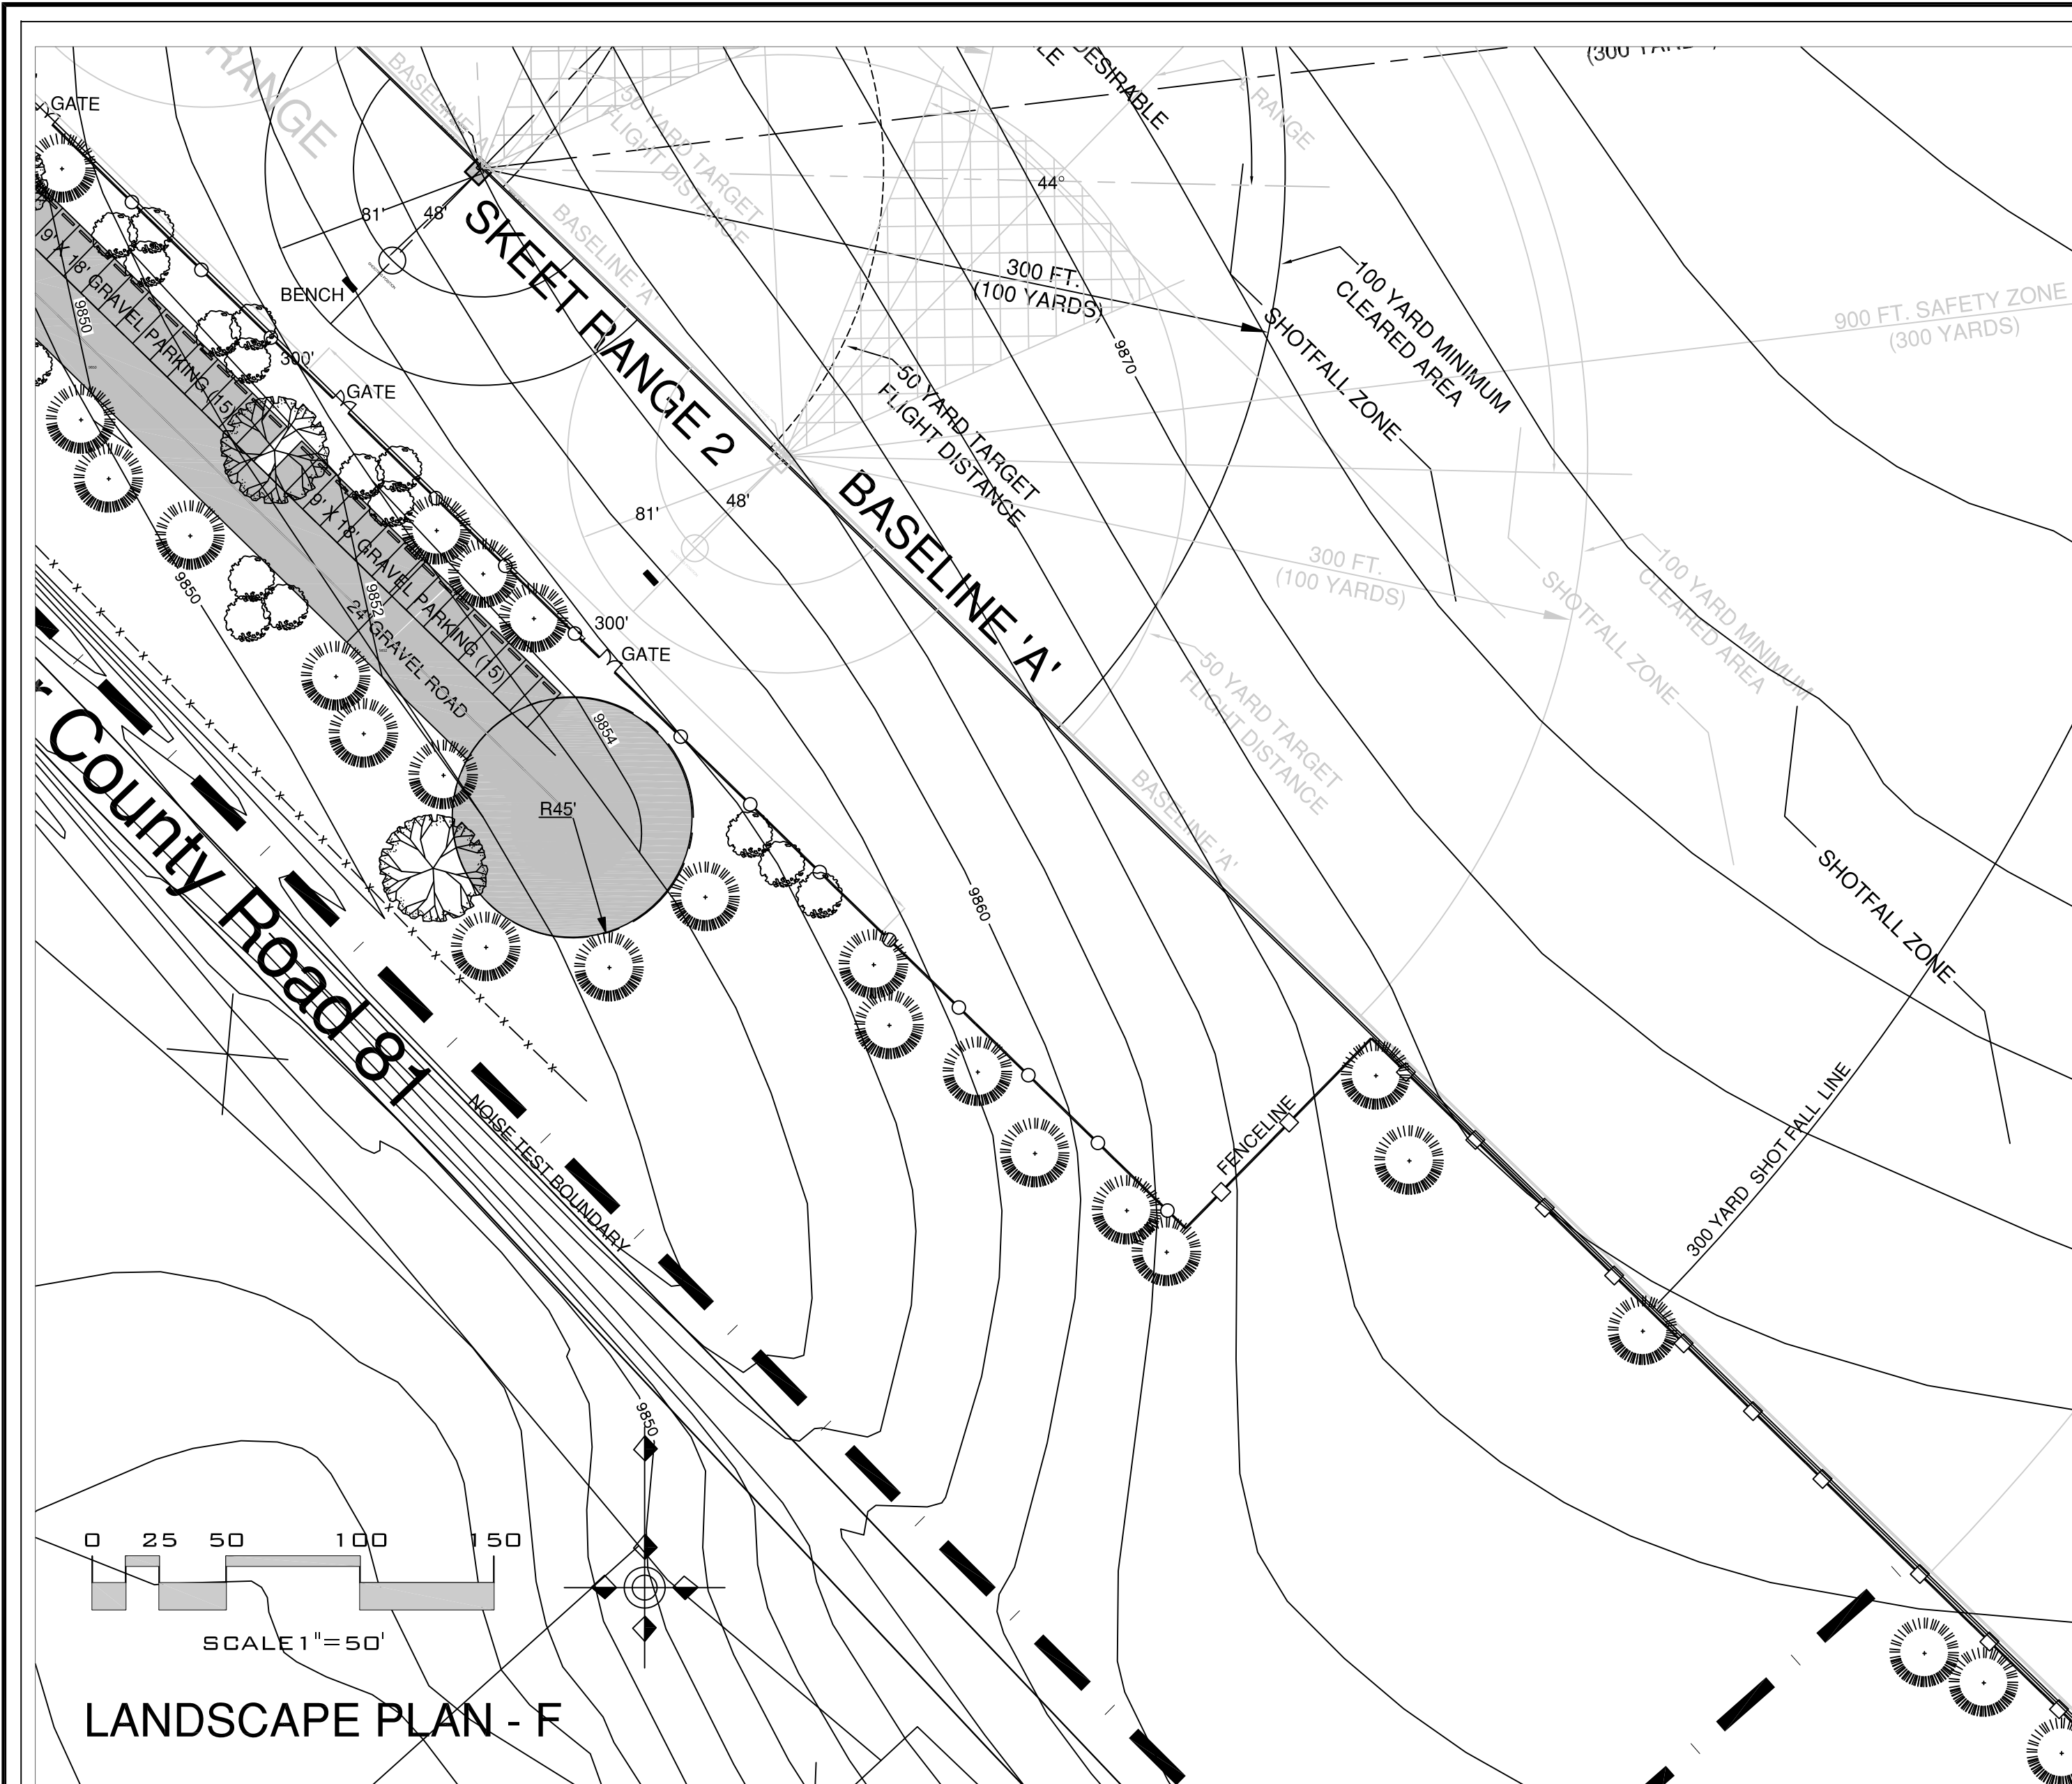 RANGE
BASELINE 'A'
50 YARD TARGET
FLIGHT DISTANCE
DESIRABLE
(300 YARDS)
RANGE
GATE
44°
81'
48'
SKEET RANGE 2
BASELINE 'A'
300 FT.
(100 YARDS)
100 YARD MINIMUM
CLEARED AREA
SHOTFALL ZONE
900 FT. SAFETY ZONE
(300 YARDS)
9' X 18' GRAVEL PARKING (15)
9850
BENCH
300'
GATE
9870
50 YARD TARGET
FLIGHT DISTANCE
81'
48'
BASELINE 'A'
9' X 18' GRAVEL PARKING (15)
24' GRAVEL ROAD
9850
9852
300 FT.
(100 YARDS)
100 YARD MINIMUM
CLEARED AREA
SHOTFALL ZONE
300'
GATE
50 YARD TARGET
FLIGHT DISTANCE
BASELINE 'A'
9854
R45'
r County Road 81
9860
SHOTFALL ZONE
NOISE TEST BOUNDARY
FENCELINE
300 YARD SHOT FALL LINE
9850
0 25 50 100 150
SCALE1"=50'
LANDSCAPE PLAN - F